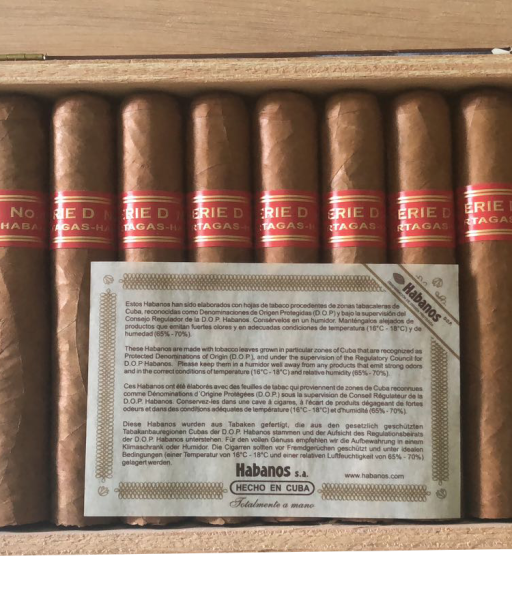 No ERIE D N ERIE D N ERIE D ERIE D ERIE D ERIE D ERIE D ERIE D
HABA TAGAS-HA RTAGAS-HA RTAGAS- TAGAS-H RTAGAS- RTAGAS- RTAGAS
Habanos s.a.
Estos Habanos han sido elaborados con hojas de tabaco procedentes de zonas tabacaleras de
Cuba, reconocidas como Denominaciones de Origen Protegidas (D.O.P) y bajo la supervisión del
Consejo Regulador de la D.O.P. Habanos. Consérvelos en un humidor. Manténgalos alejados de
productos que emitan fuertes olores y en adecuadas condiciones de temperatura (16°C - 18°C) y de
humedad (65% - 70%).
These Habanos are made with tobacco leaves grown in particular zones of Cuba that are recognized as
Protected Denominations of Origin (D.O.P.), and under the supervision of the Regulatory Council for
D.O.P Habanos. Please keep them in a humidor well away from any products that emit strong odors
and in the correct conditions of temperature (16°C - 18°C) and relative humidity (65% - 70%).
Ces Habanos ont été élaborés avec des feuilles de tabac qui proviennent de zones de Cuba reconnues
comme Dénominations d'Origine Protégées (D.O.P.) sous la supervision de Conseil Régulateur de la
D.O.P. Habanos. Conservez-les dans une cave à cigares, à l'écart de produits dégageant de fortes
odeurs et dans des conditions adéquates de température (16°C - 18°C) et d'humidité (65% - 70%).
Diese Habanos wurden aus Tabaken gefertigt, die aus den gesetzlich geschützten
Tabakanbauregionen Cubas der D.O.P. Habanos stammen und der Aufsicht des Regulationsbeirats
der D.O.P. Habanos unterstehen. Für den vollen Genuss empfehlen wir die Aufbewahrung in einem
Klimaschrank oder Humidor. Die Cigarren sollten vor Fremdgerüchen geschützt und unter idealen
Bedingungen (einer Temperatur von 16°C - 18°C und einer relativen Luftfeuchtigkeit von 65% - 70%)
gelagert werden.
Habanos s.a.
www.habanos.com
HECHO EN CUBA
Totalmente a mano